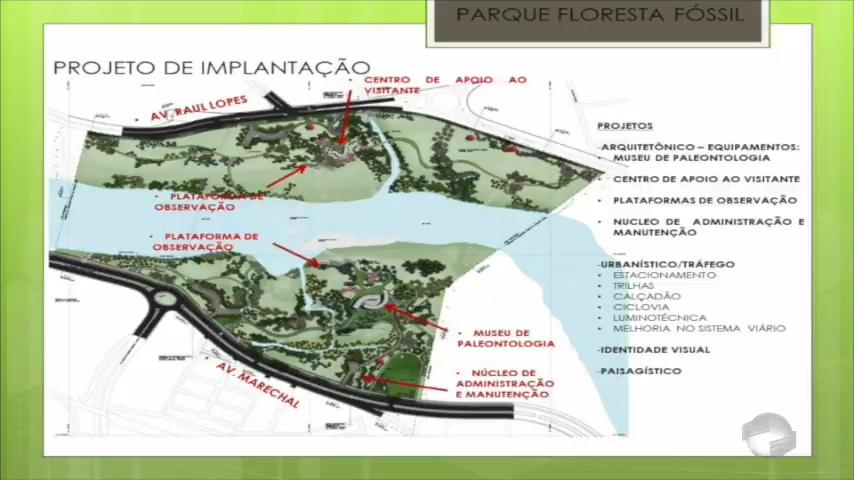 PARQUE FLORESTA FÓSSIL
PROJETO DE IMPLANTAÇÃO
• CENTRO DE APOIO AO
VISITANTE
AV. RAUL LOPES
• PLATAFORMA DE
OBSERVAÇÃO
• PLATAFORMA DE
OBSERVAÇÃO
• MUSEU DE
PALEONTOLOGIA
• NÚCLEO DE
ADMINISTRAÇÃO
E MANUTENÇÃO
AV. MARECHAL
PROJETOS
-ARQUITETÔNICO – EQUIPAMENTOS:
• MUSEU DE PALEONTOLOGIA
• CENTRO DE APOIO AO VISITANTE
• PLATAFORMAS DE OBSERVAÇÃO
• NUCLEO DE ADMINISTRAÇÃO E
MANUTENÇÃO
-URBANÍSTICO/TRÁFEGO
• ESTACIONAMENTO
• TRILHAS
• CALÇADÃO
• CICLOVIA
• LUMINOTÉCNICA
• MELHORIA NO SISTEMA VIÁRIO
-IDENTIDADE VISUAL
-PAISAGÍSTICO